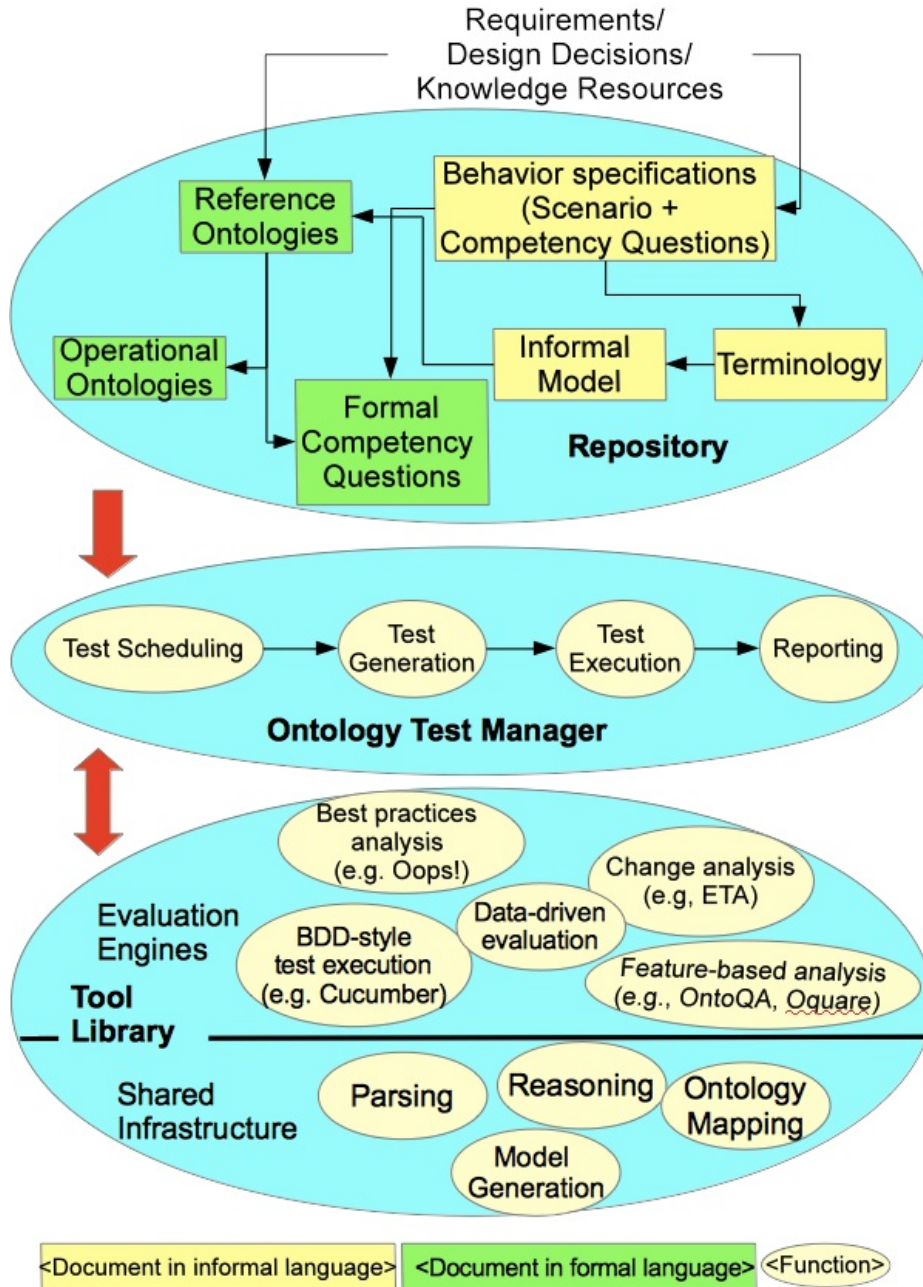 Requirements/
Design Decisions/
Knowledge Resources
Reference
Ontologies
Behavior specifications
(Scenario +
Competency Questions)
Operational
Ontologies
Informal
Model
Terminology
Formal
Competency
Questions
Repository
Test Scheduling
Test
Generation
Test
Execution
Reporting
Ontology Test Manager
Best practices
analysis
(e.g. Oops!)
Change analysis
(e.g, ETA)
Evaluation
Engines
Data-driven
evaluation
BDD-style
test execution
(e.g. Cucumber)
Feature-based analysis
(e.g., OntoQA, Oquare)
Tool
Library
Shared
Infrastructure
Parsing
Reasoning
Ontology
Mapping
Model
Generation
<Document in informal language>
<Document in formal language>
<Function>